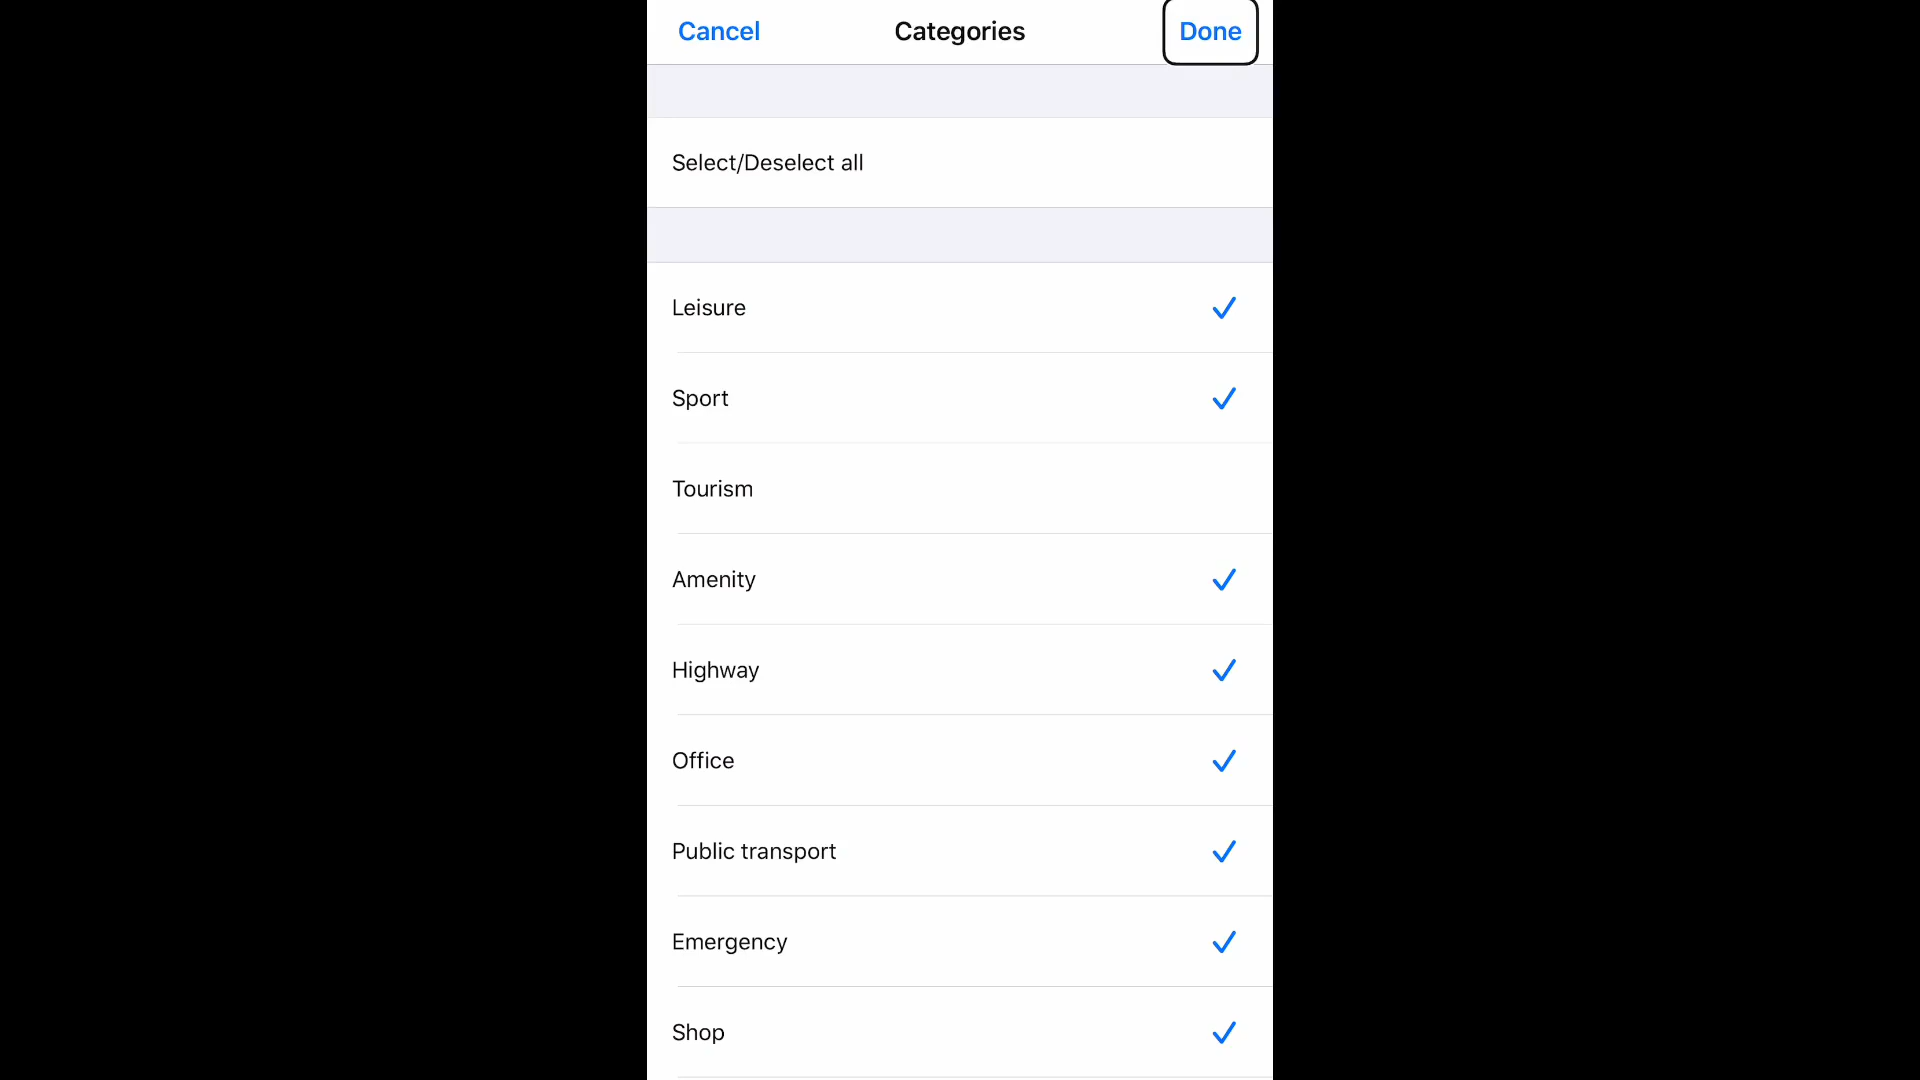 Cancel Categories Done
Select/Deselect all
Leisure
Sport
Tourism
Amenity
Highway
Office
Public transport
Emergency
Shop